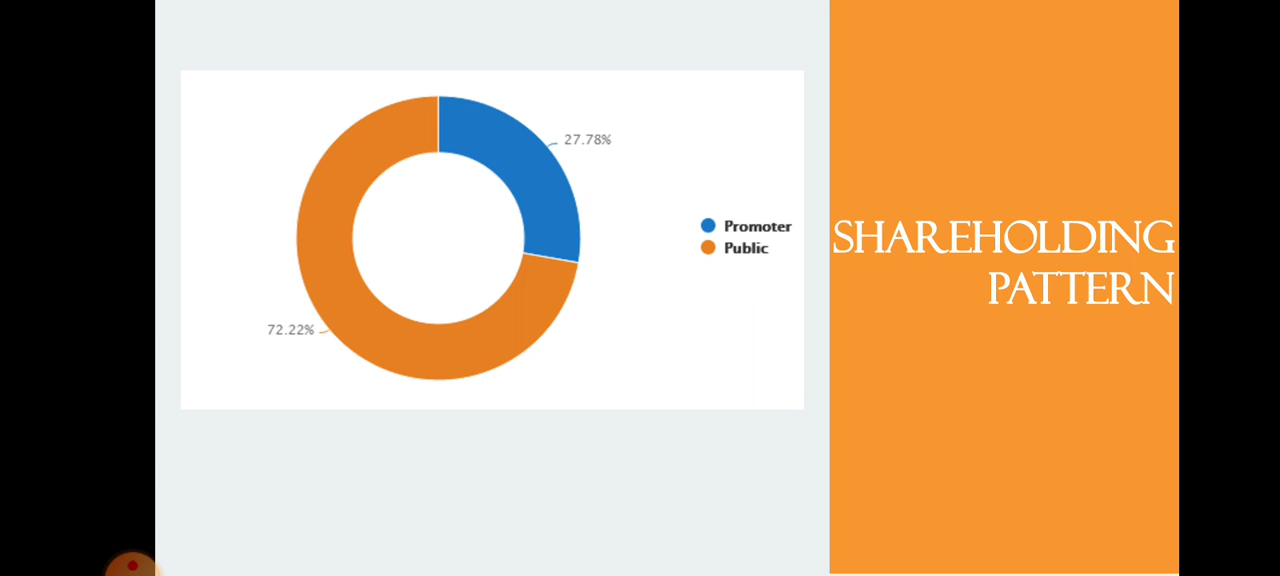 27.78%
Promoter
Public
72.22%
SHAREHOLDING
PATTERN